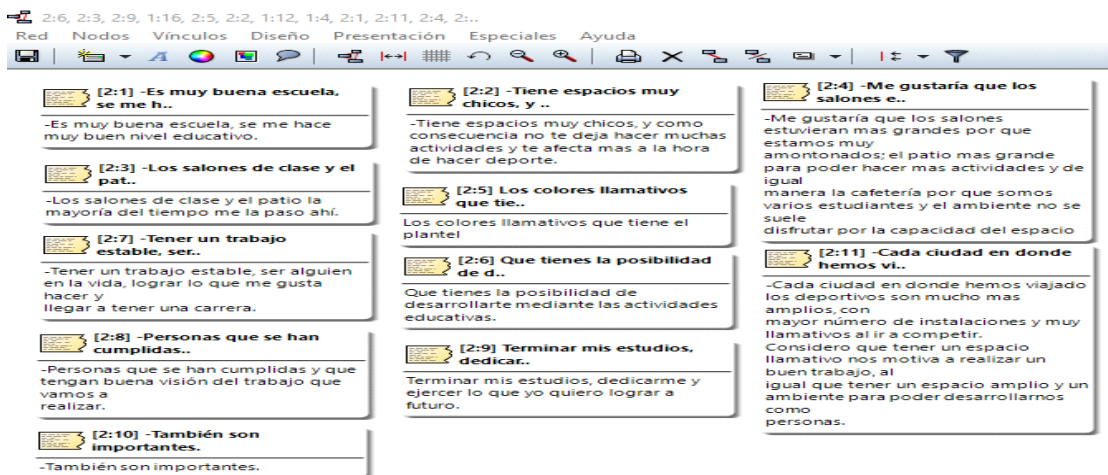 2:6, 2:3, 2:9, 1:16, 2:5, 2:2, 1:12, 1:4, 2:1, 2:11, 2:4, 2:..
Red Nodos Vínculos Diseño Presentación Especiales Ayuda
[2:1] -Es muy buena escuela,
se me h..
-Es muy buena escuela, se me hace
muy buen nivel educativo.
[2:3] -Los salones de clase y el
pat..
-Los salones de clase y el patio la
mayoría del tiempo me la paso ahí.
[2:7] -Tener un trabajo
estable, ser..
-Tener un trabajo estable, ser alguien
en la vida, lograr lo que me gusta
hacer y
llegar a tener una carrera.
[2:8] -Personas que se han
cumplidas..
-Personas que se han cumplidas y que
tengan buena visión del trabajo que
vamos a
realizar.
[2:10] -También son
importantes.
-También son importantes.
[2:2] -Tiene espacios muy
chicos, y ..
-Tiene espacios muy chicos, y como
consecuencia no te deja hacer muchas
actividades y te afecta mas a la hora
de hacer deporte.
[2:5] Los colores llamativos
que tie..
Los colores llamativos que tiene el
plantel
[2:6] Que tienes la posibilidad
de d..
Que tienes la posibilidad de
desarrollarte mediante las actividades
educativas.
[2:9] Terminar mis estudios,
dedicar..
Terminar mis estudios, dedicarme y
ejercer lo que yo quiero lograr a
futuro.
[2:4] -Me gustaría que los
salones e..
-Me gustaría que los salones
estuvieran mas grandes por que
estamos muy
amontonados; el patio mas grande
para poder hacer mas actividades y de
igual
manera la cafetería por que somos
varios estudiantes y el ambiente no se
suele
disfrutar por la capacidad del espacio
[2:11] -Cada ciudad en donde
hemos vi..
-Cada ciudad en donde hemos viajado
los deportivos son mucho mas
amplios, con
mayor número de instalaciones y muy
llamativos al ir a competir.
Considero que tener un espacio
llamativo nos motiva a realizar un
buen trabajo, al
igual que tener un espacio amplio y un
ambiente para poder desarrollarnos
como
personas.